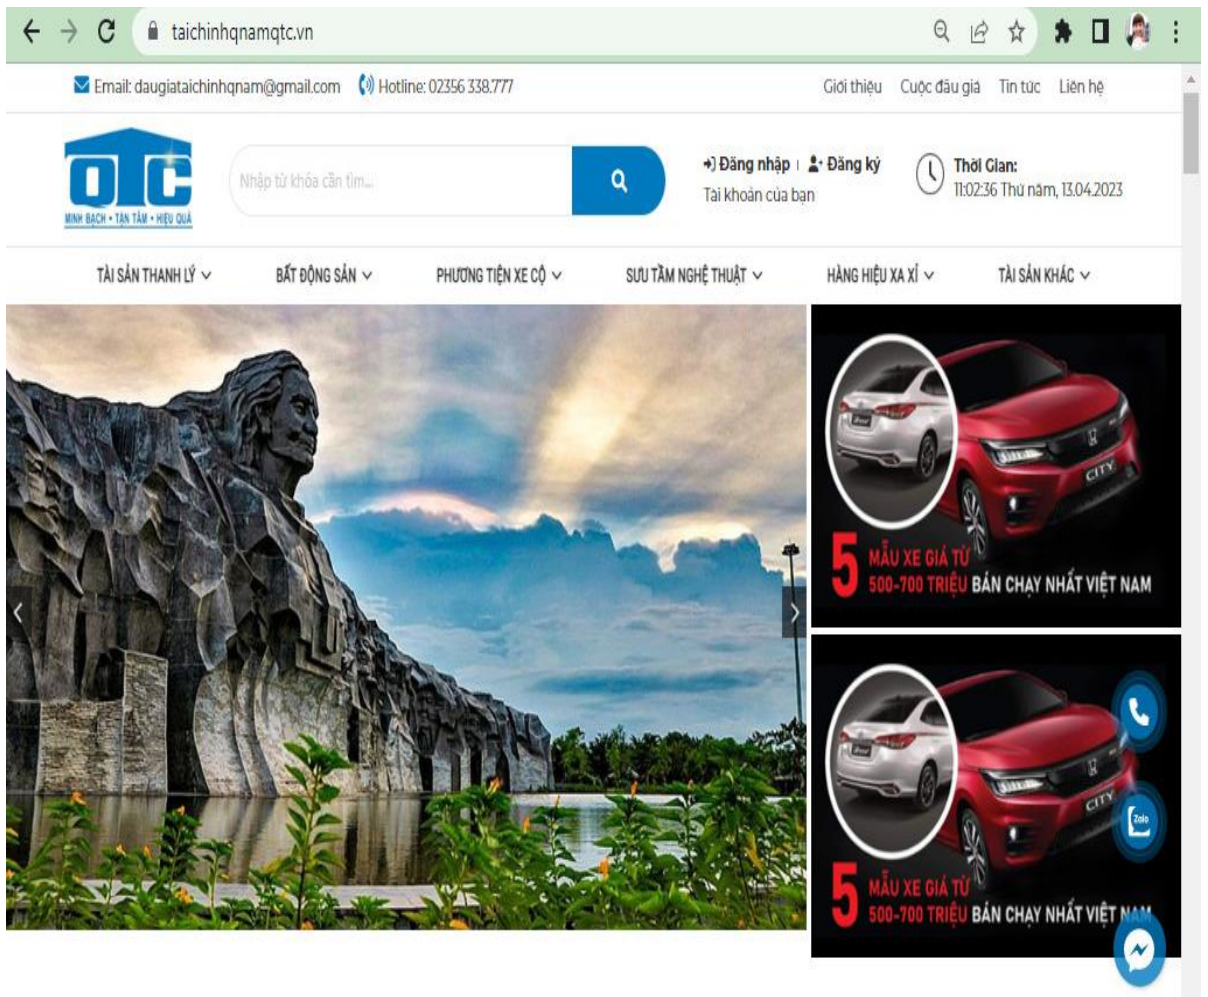 taichinhqnamqtc.vn
Email: daugiataichinhqnam@gmail.com Hotline: 02356 338.777 Giới thiệu Cuộc đấu giá Tin tức Liên hệ
QTC
MINH BẠCH • TẬN TÂM • HIỆU QUẢ
Nhập từ khóa cần tìm...
Đăng nhập Đăng ký
Tài khoản của bạn
Thời Gian:
11:02:36 Thứ năm, 13.04.2023
TÀI SẢN THANH LÝ BẤT ĐỘNG SẢN PHƯƠNG TIỆN XE CỘ SƯU TẦM NGHỆ THUẬT HÀNG HIỆU XA XỈ TÀI SẢN KHÁC
CITY
5 MẪU XE GIÁ TỪ
500-700 TRIỆU BÁN CHẠY NHẤT VIỆT NAM
CITY
5 MẪU XE GIÁ TỪ
500-700 TRIỆU BÁN CHẠY NHẤT VIỆT NAM
Zalo